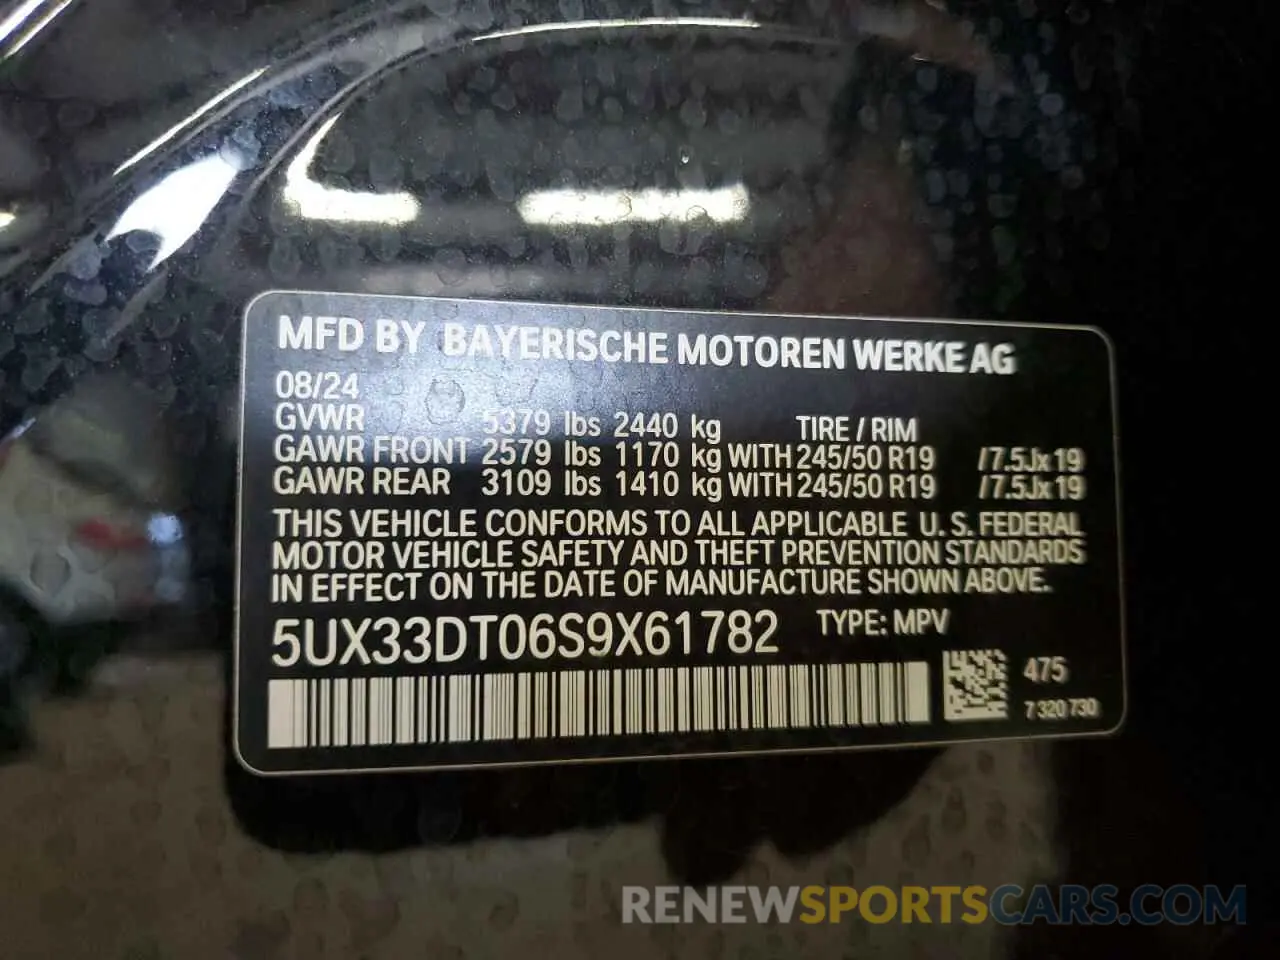 MFD BY BAYERISCHE MOTOREN WERKE AG
08/24
GVWR 5379 lbs 2440 kg TIRE / RIM
GAWR FRONT 2579 lbs 1170 kg WITH 245/50 R19 /7.5Jx19
GAWR REAR 3109 lbs 1410 kg WITH 245/50 R19 /7.5Jx19
THIS VEHICLE CONFORMS TO ALL APPLICABLE U. S. FEDERAL
MOTOR VEHICLE SAFETY AND THEFT PREVENTION STANDARDS
IN EFFECT ON THE DATE OF MANUFACTURE SHOWN ABOVE.
5UX33DT06S9X61782 TYPE: MPV
475
7 320 730
RENEWSPORTSCARS.COM